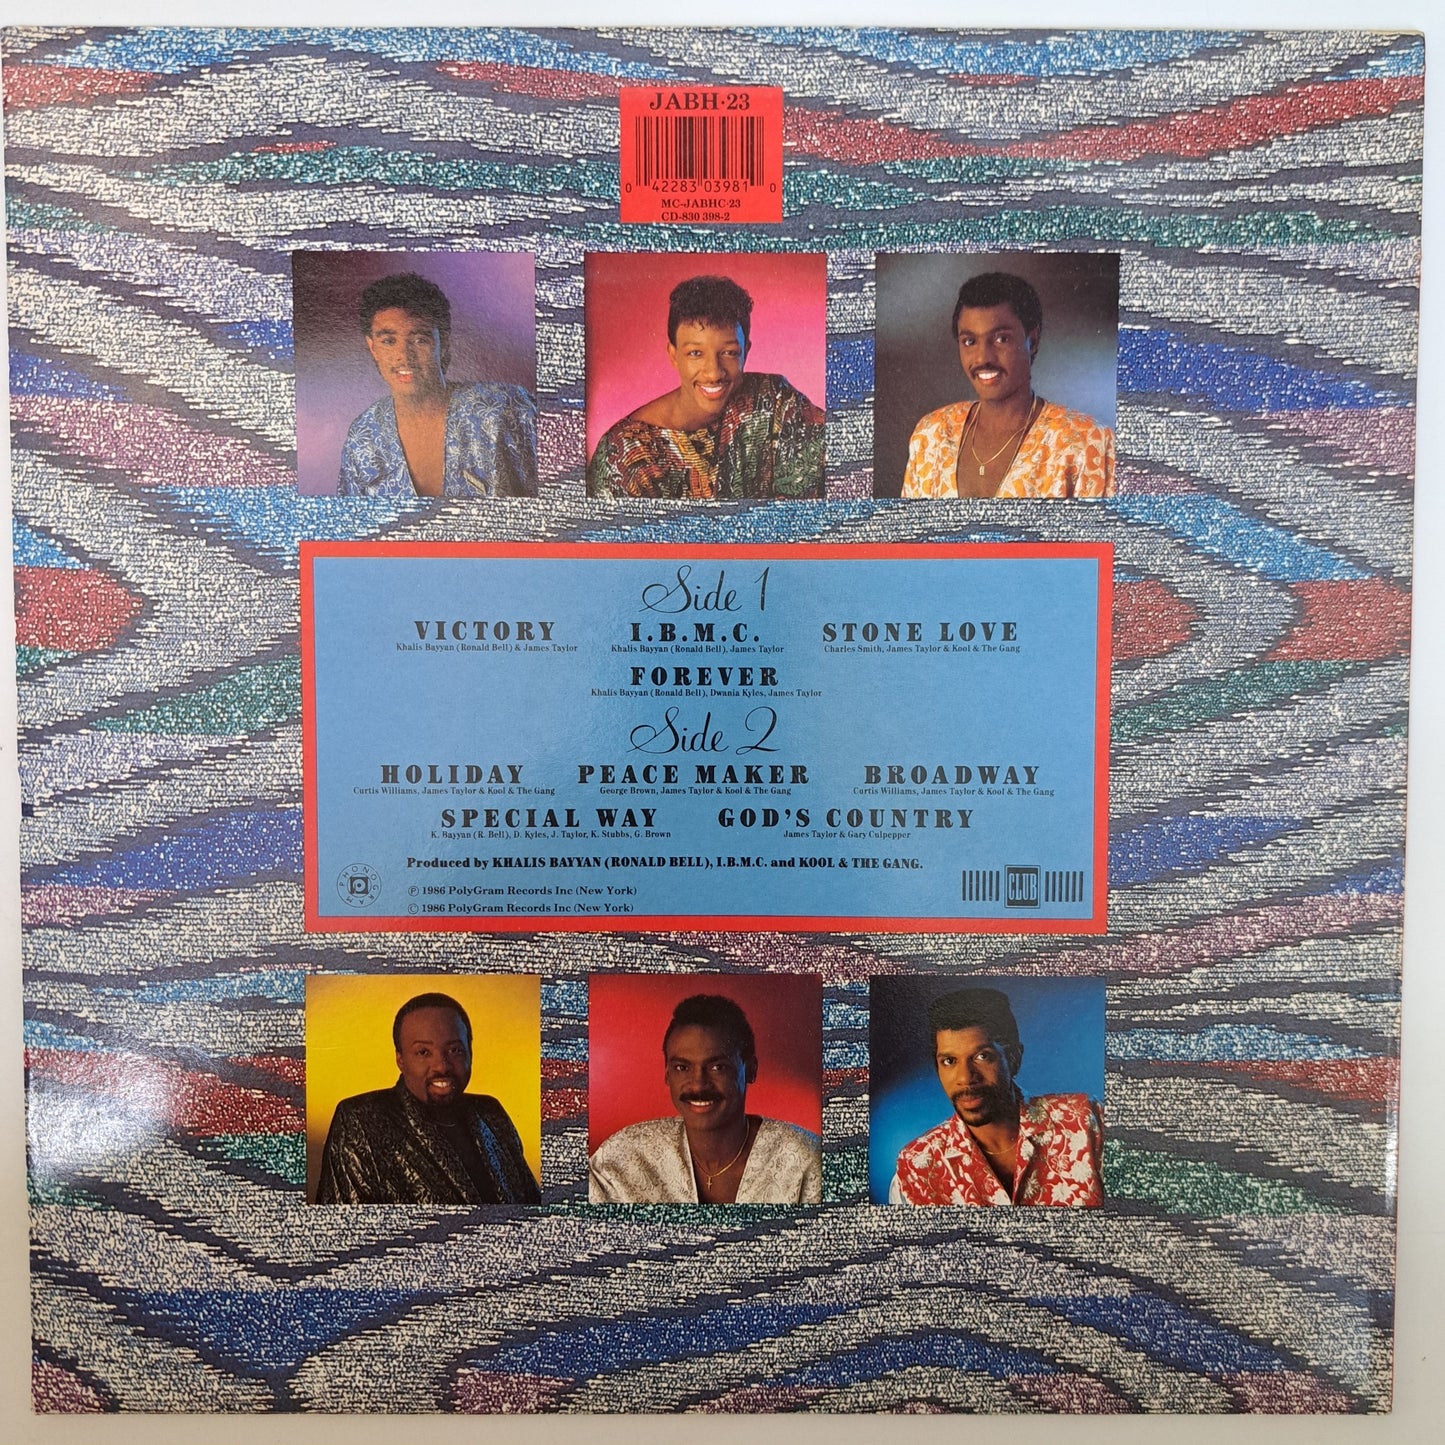 JABH·23
0 42283 03981 0
MC-JABHC·23
CD-830 398-2
Side 1
VICTORY I.B.M.C. STONE LOVE
Khalis Bayyan (Ronald Bell) & James Taylor Khalis Bayyan (Ronald Bell), James Taylor Charles Smith, James Taylor & Kool & The Gang
FOREVER
Khalis Bayyan (Ronald Bell), Dwania Kyles, James Taylor
Side 2
HOLIDAY PEACE MAKER BROADWAY
Curtis Williams, James Taylor & Kool & The Gang George Brown, James Taylor & Kool & The Gang Curtis Williams, James Taylor & Kool & The Gang
SPECIAL WAY GOD'S COUNTRY
K. Bayyan (R. Bell), D. Kyles, J. Taylor, K. Stubbs, G. Brown James Taylor & Gary Culpepper
Produced by KHALIS BAYYAN (RONALD BELL), I.B.M.C. and KOOL & THE GANG.
PHONOGRAM
℗ 1986 PolyGram Records Inc (New York)
© 1986 PolyGram Records Inc (New York)
CLUB